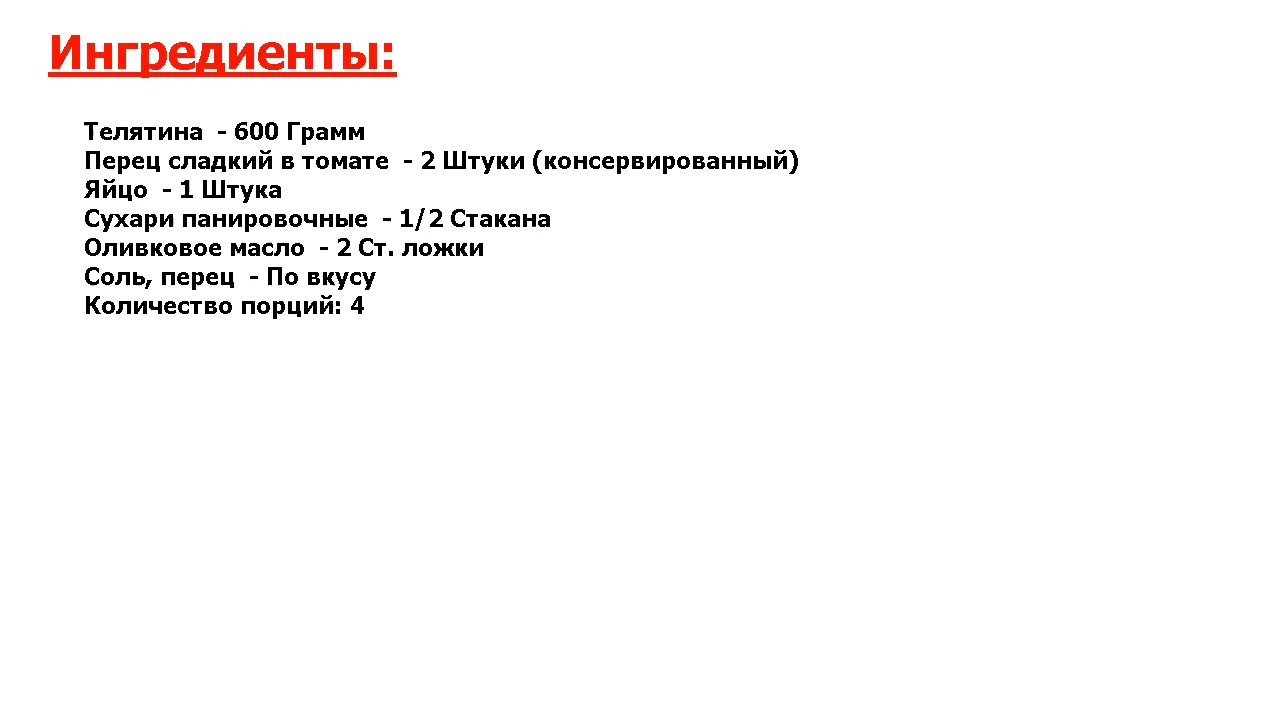 Ингредиенты:
Телятина  - 600 Грамм
Перец сладкий в томате  - 2 Штуки (консервированный)
Яйцо  - 1 Штука
Сухари панировочные  - 1/2 Стакана
Оливковое масло  - 2 Ст. ложки
Соль, перец  - По вкусу
Количество порций: 4